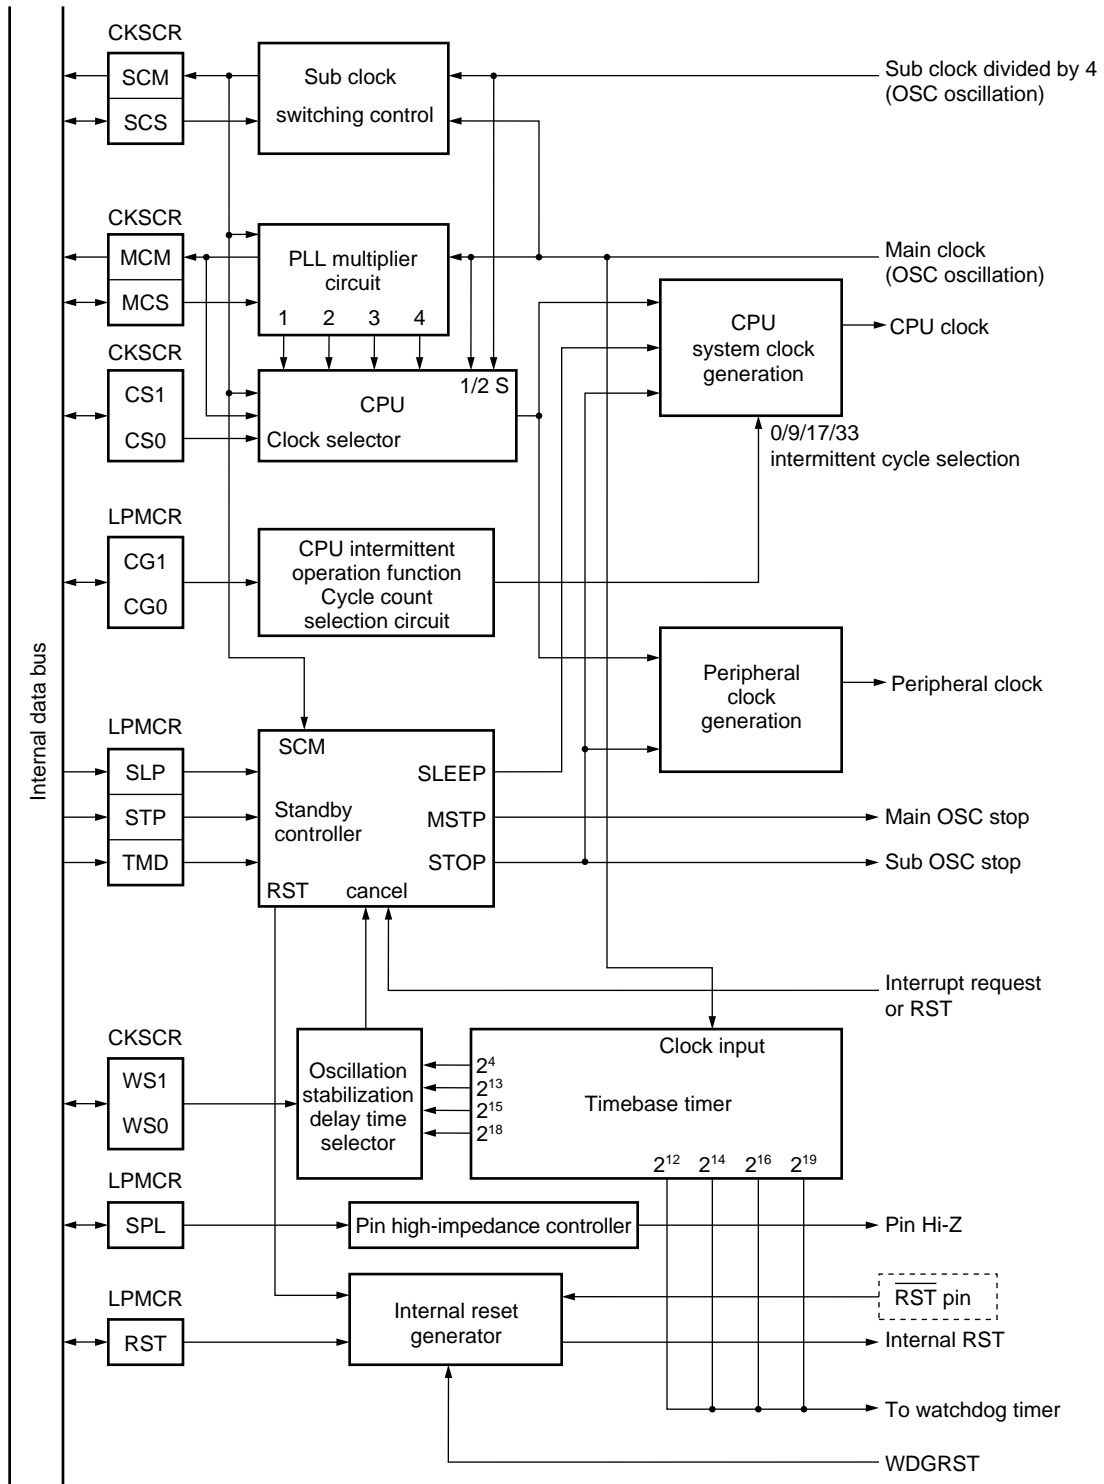 CKSCR
SCM
SCS
Sub clock
switching control
Sub clock divided by 4
(OSC oscillation)
CKSCR
MCM
MCS
PLL multiplier
circuit
1 2 3 4
Main clock
(OSC oscillation)
CPU
system clock
generation
CPU clock
CKSCR
CS1
CS0
1/2 S
CPU
Clock selector
0/9/17/33
intermittent cycle selection
LPMCR
CG1
CG0
CPU intermittent
operation function
Cycle count
selection circuit
Internal data bus
Peripheral
clock
generation
Peripheral clock
LPMCR
SLP
STP
TMD
SCM
SLEEP
Standby
controller
MSTP
STOP
RST cancel
Main OSC stop
Sub OSC stop
Interrupt request
or RST
CKSCR
WS1
WS0
Oscillation
stabilization
delay time
selector
Clock input
2⁴
2¹³
2¹⁵
2¹⁸
Timebase timer
2¹² 2¹⁴ 2¹⁶ 2¹⁹
LPMCR
SPL
Pin high-impedance controller
Pin Hi-Z
LPMCR
RST
Internal reset
generator
R̅S̅T̅ pin
Internal RST
To watchdog timer
WDGRST